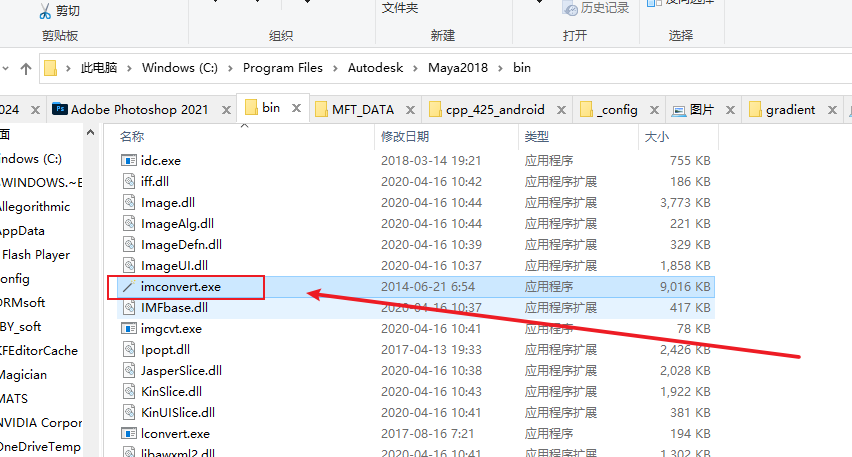 剪切
剪贴板
组织
文件夹
新建
历史记录
打开
选择
此电脑 > Windows (C:) > Program Files > Autodesk > Maya2018 > bin
2024 Adobe Photoshop 2021 bin MFT_DATA cpp_425_android _config 图片 gradient
名称 修改日期 类型 大小
idc.exe 2018-03-14 19:21 应用程序 755 KB
iff.dll 2020-04-16 10:42 应用程序扩展 186 KB
Image.dll 2020-04-16 10:44 应用程序扩展 3,773 KB
ImageAlg.dll 2020-04-16 10:44 应用程序扩展 221 KB
ImageDefn.dll 2020-04-16 10:39 应用程序扩展 329 KB
ImageUI.dll 2020-04-16 10:37 应用程序扩展 1,858 KB
imconvert.exe 2014-06-21 6:54 应用程序 9,016 KB
IMFbase.dll 2020-04-16 10:37 应用程序扩展 417 KB
imgcvt.exe 2020-04-16 10:41 应用程序 78 KB
Ipopt.dll 2017-04-13 19:33 应用程序扩展 2,426 KB
JasperSlice.dll 2020-04-16 10:38 应用程序扩展 2,028 KB
KinSlice.dll 2020-04-16 10:43 应用程序扩展 1,922 KB
KinUISlice.dll 2020-04-16 10:41 应用程序扩展 381 KB
lconvert.exe 2017-08-16 7:21 应用程序 194 KB
libawxml2.dll 2020-04-16 10:41 应用程序扩展 1,302 KB
面
indows (C:)
$WINDOWS.~B
Allegorithmic
AppData
Flash Player
onfig
DRMsoft
BY_soft
KFEditorCache
Magician
MATS
NVIDIA Corpor
OneDriveTemp